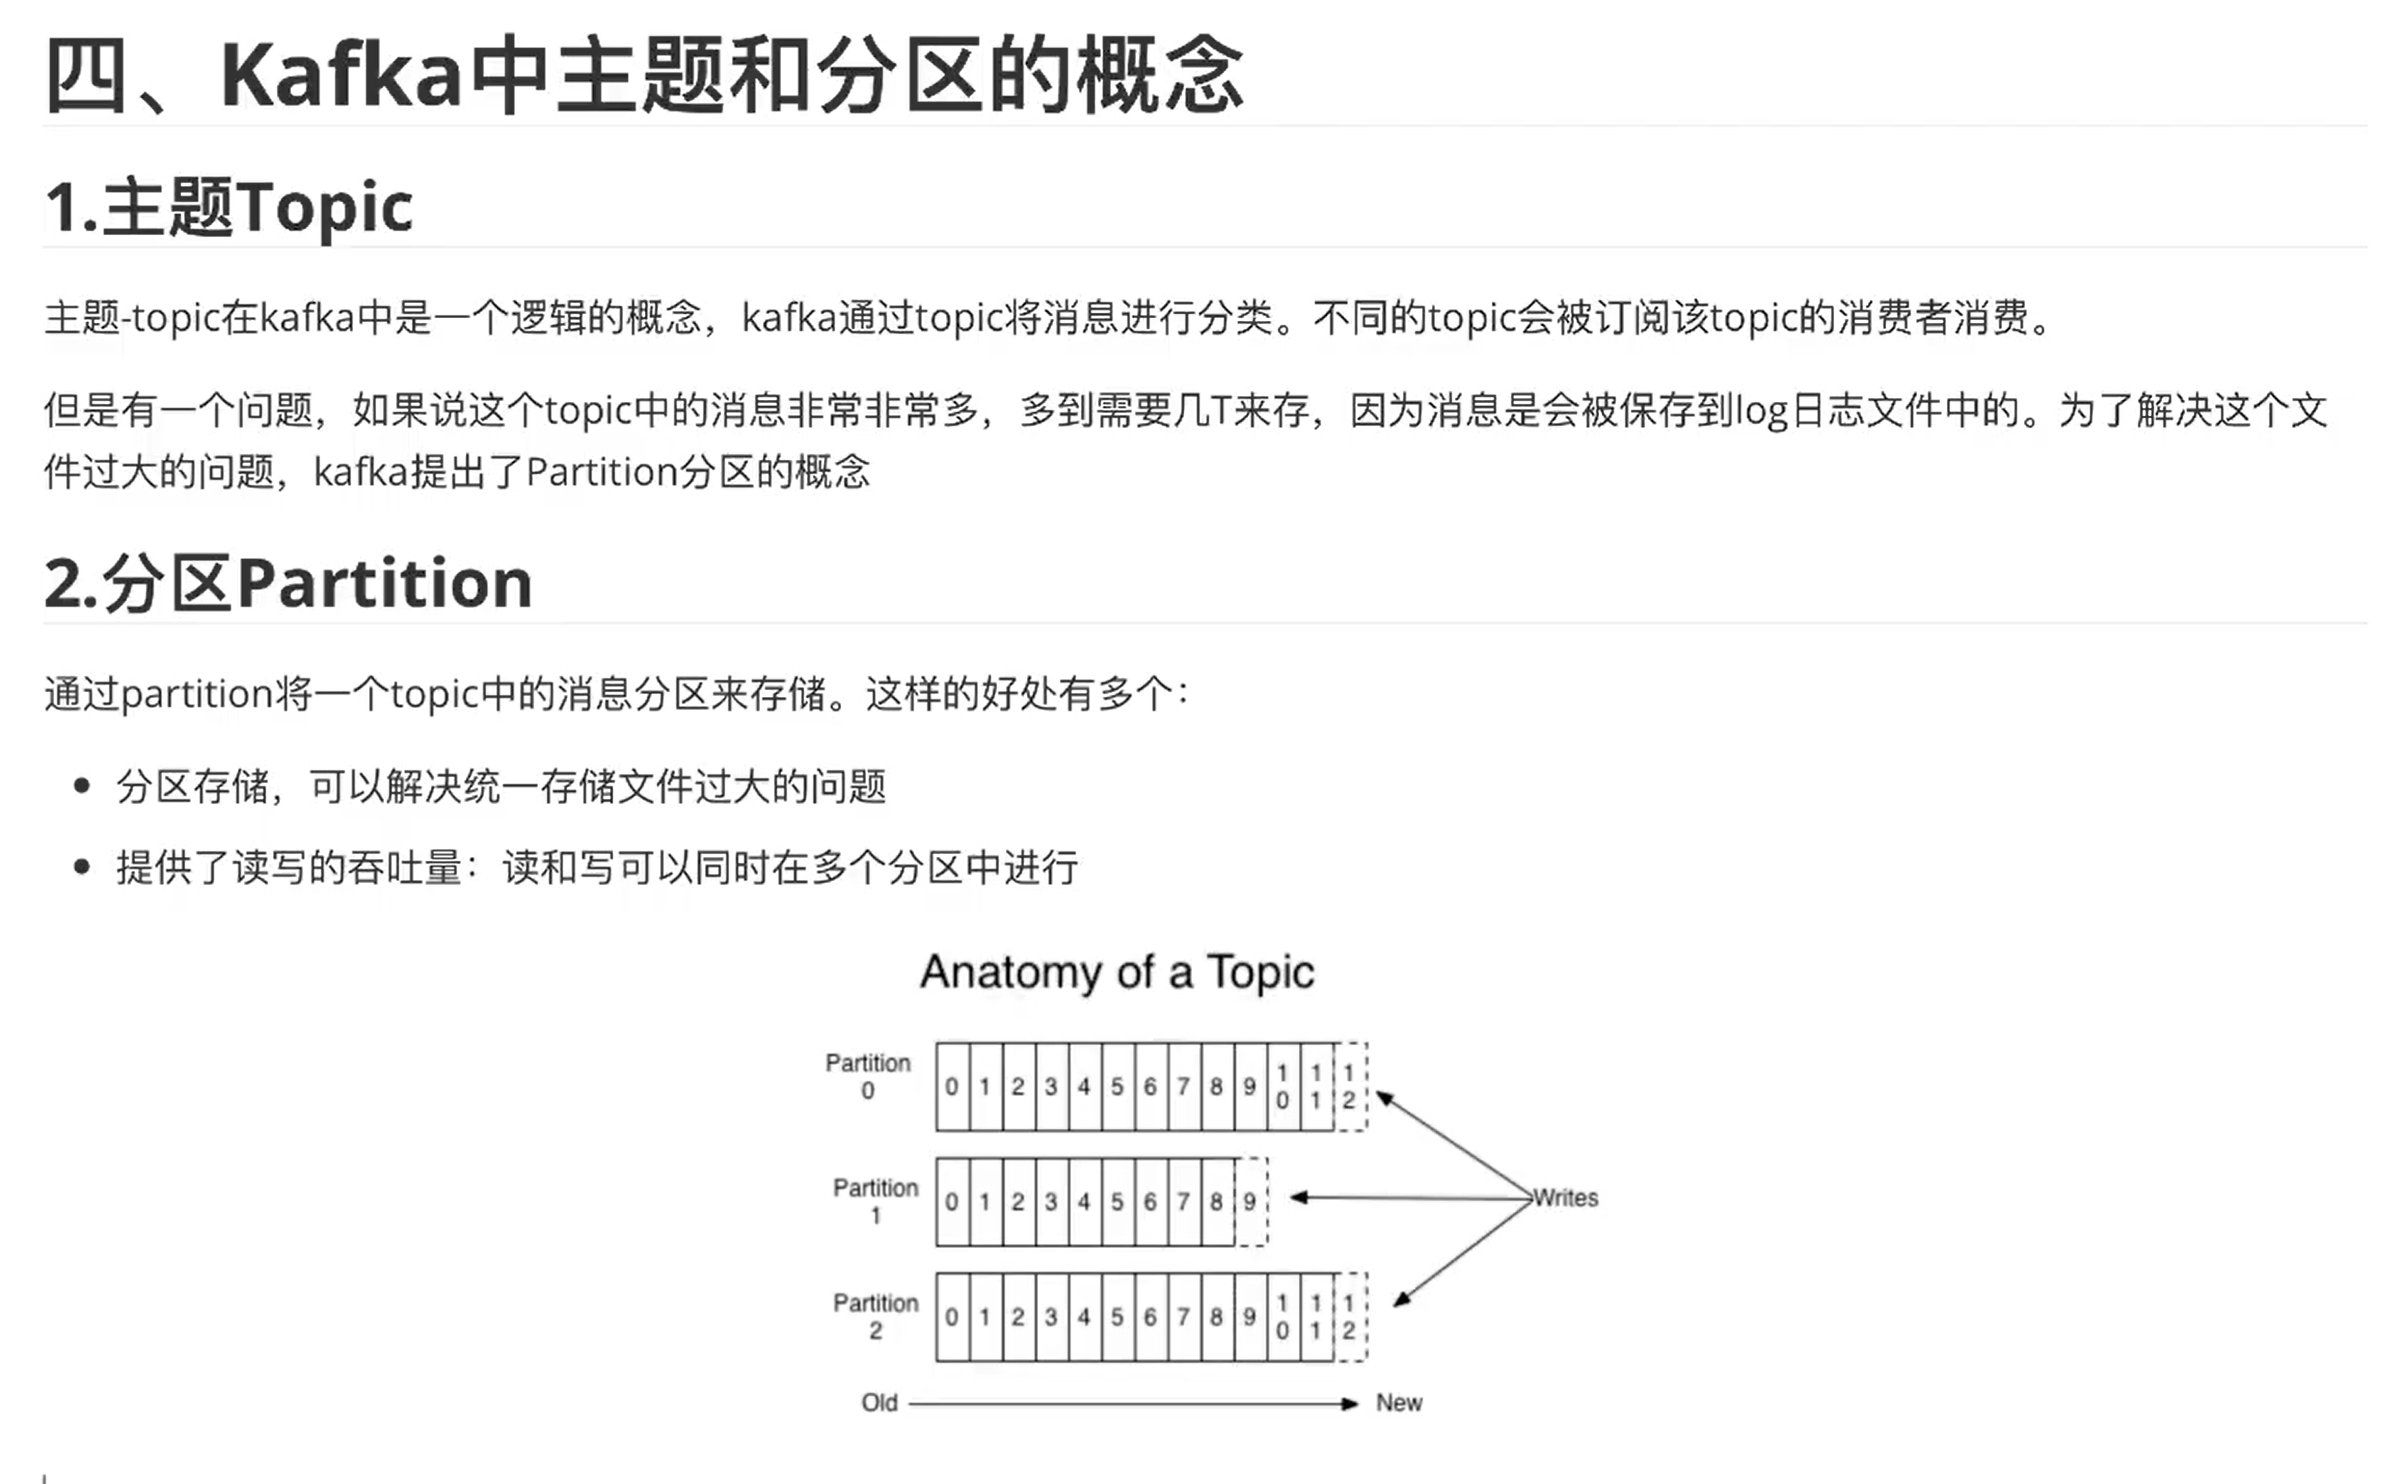 四、Kafka中主题和分区的概念
1.主题Topic
主题-topic在kafka中是一个逻辑的概念，kafka通过topic将消息进行分类。不同的topic会被订阅该topic的消费者消费。
但是有一个问题，如果说这个topic中的消息非常非常多，多到需要几T来存，因为消息是会被保存到log日志文件中的。为了解决这个文
件过大的问题，kafka提出了Partition分区的概念
2.分区Partition
通过partition将一个topic中的消息分区来存储。这样的好处有多个：
分区存储，可以解决统一存储文件过大的问题
提供了读写的吞吐量：读和写可以同时在多个分区中进行
Anatomy of a Topic
Partition
0
0 1 2 3 4 5 6 7 8 9 10 11 12
Partition
1
0 1 2 3 4 5 6 7 8 9
Writes
Partition
2
0 1 2 3 4 5 6 7 8 9 10 11 12
Old
New